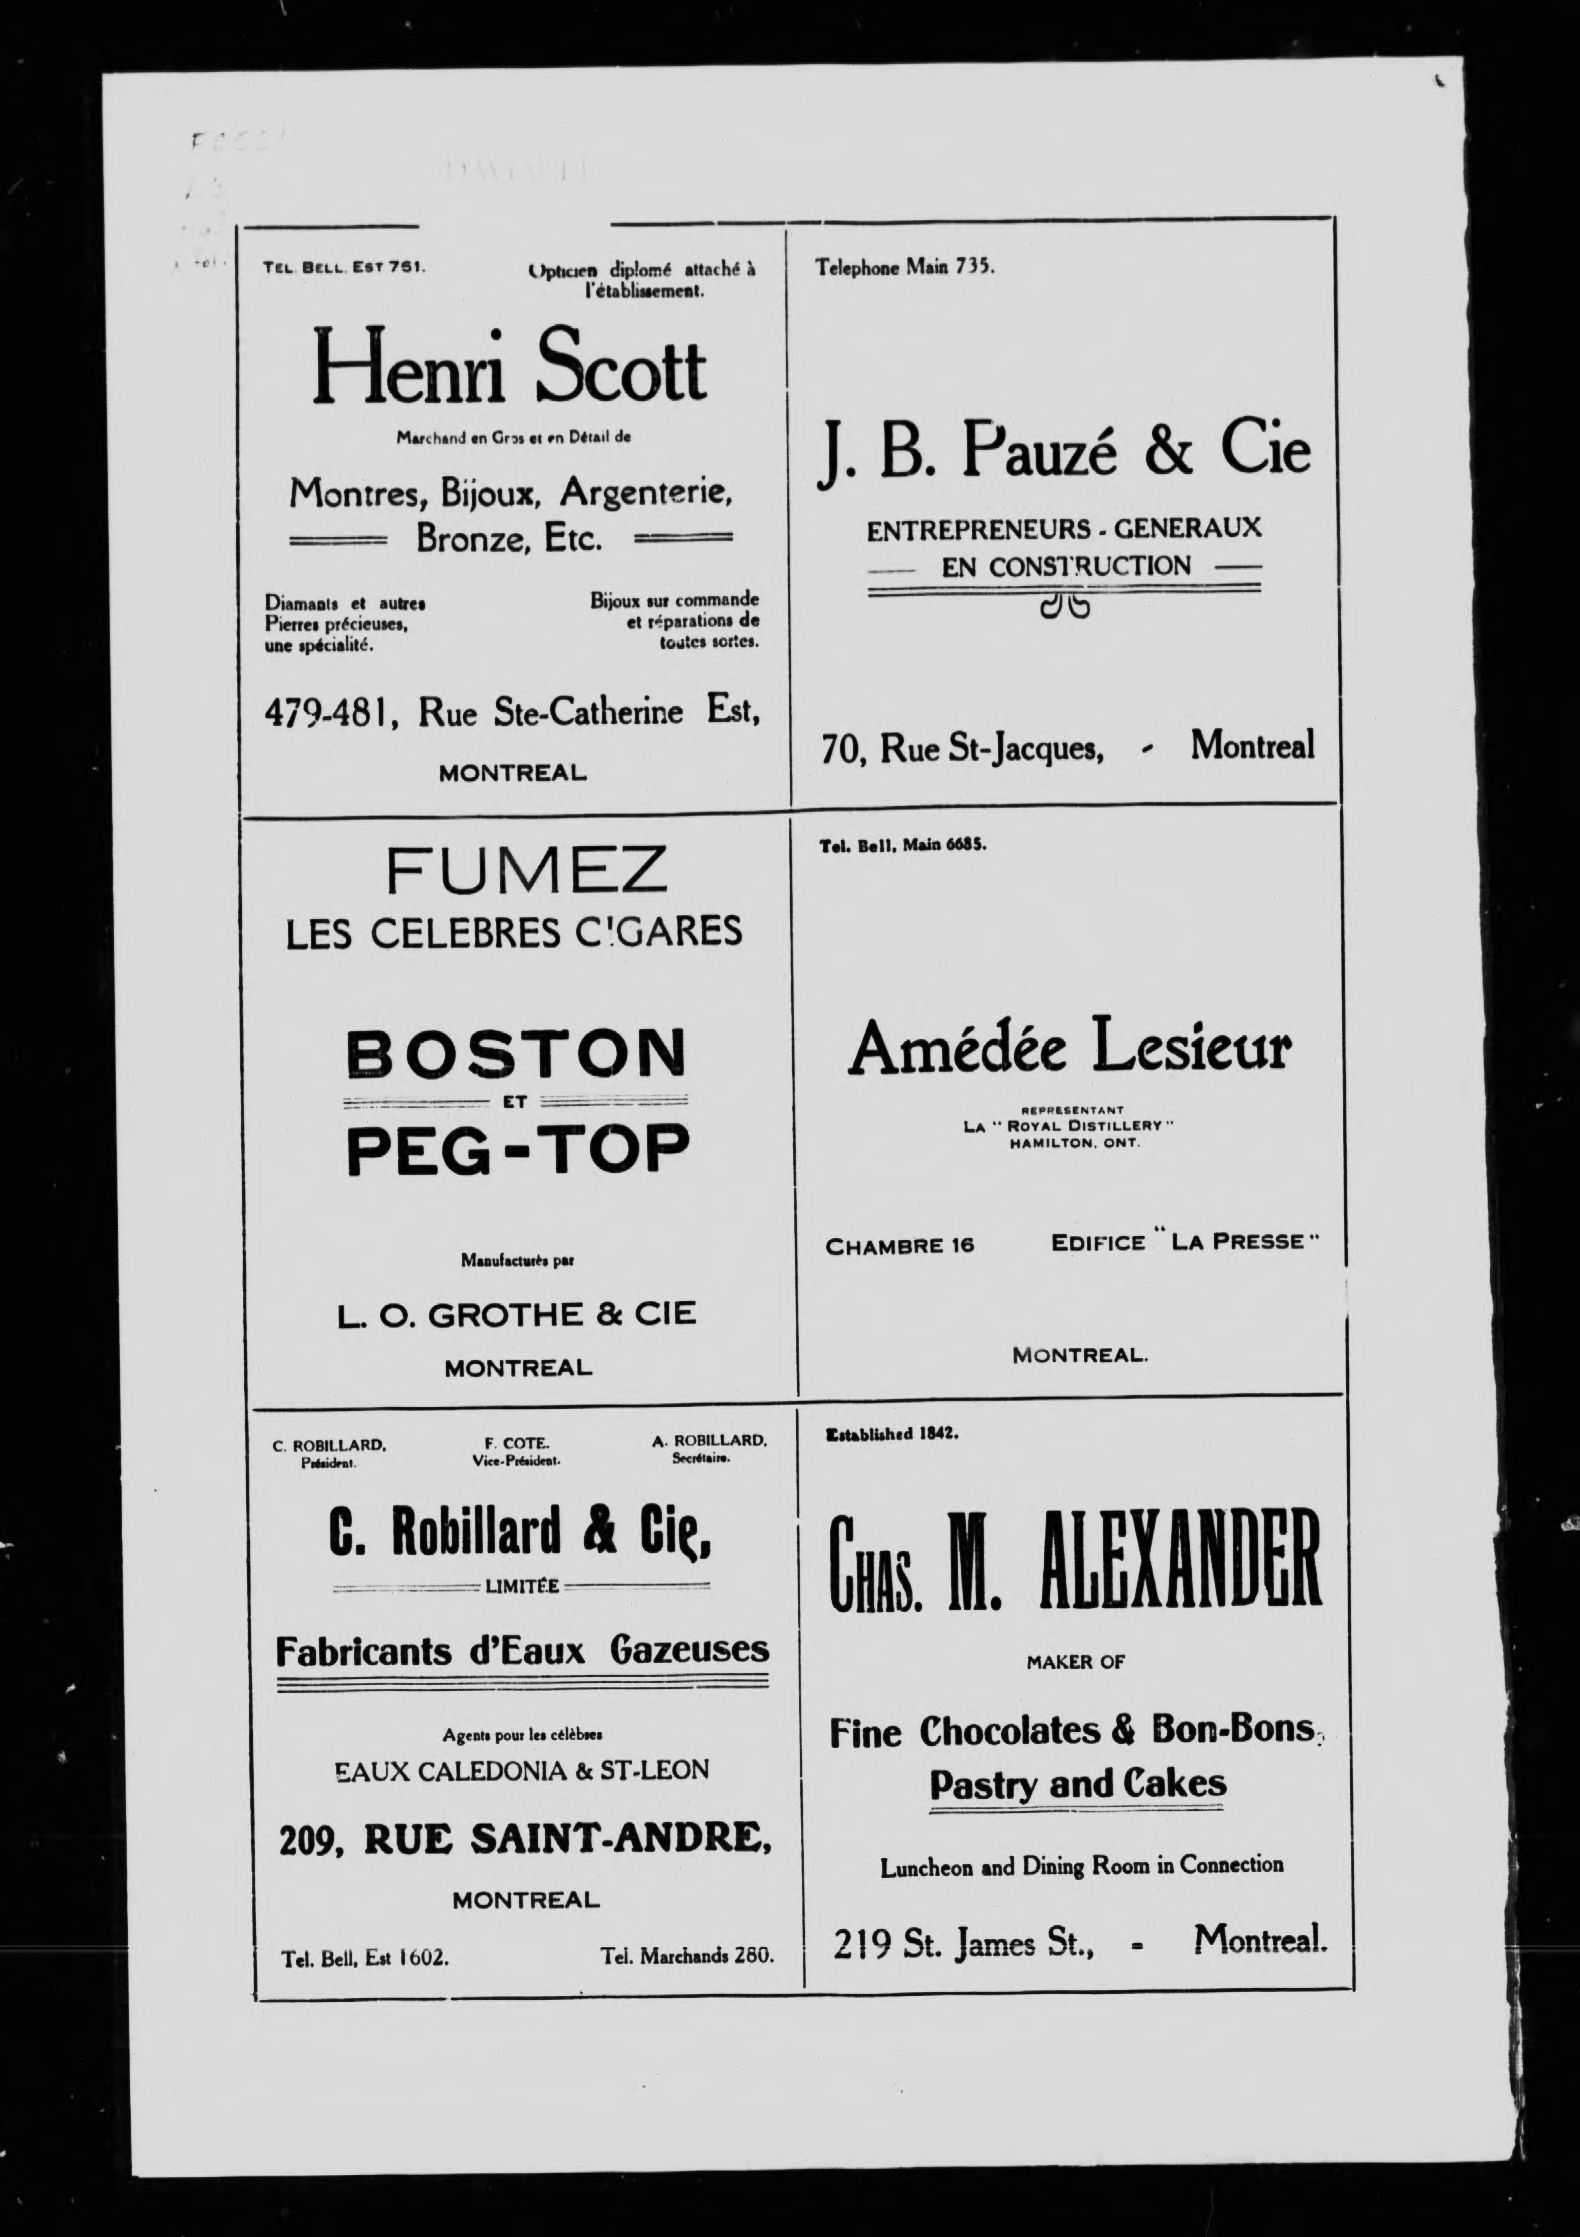 TEL. BELL. EST 751.
Opticien diplomé attaché à
l'établissement.
Henri Scott
Marchand en Gros et en Détail de
Montres, Bijoux, Argenterie,
Bronze, Etc.
Diamants et autres
Pierres précieuses,
une spécialité.
Bijoux sur commande
et réparations de
toutes sortes.
479-481, Rue Ste-Catherine Est,
MONTREAL
Telephone Main 735.
J. B. Pauzé & Cie
ENTREPRENEURS - GENERAUX
EN CONSTRUCTION
70, Rue St-Jacques, - Montreal
FUMEZ
LES CELEBRES CIGARES
BOSTON
ET
PEG-TOP
Manufacturès par
L. O. GROTHE & CIE
MONTREAL
Tel. Bell, Main 6685.
Amédée Lesieur
REPRESENTANT
LA "ROYAL DISTILLERY"
HAMILTON, ONT.
CHAMBRE 16 EDIFICE "LA PRESSE"
MONTREAL.
C. ROBILLARD,
Président.
F. COTE.
Vice-Président.
A. ROBILLARD,
Secrétaire.
C. Robillard & Cie,
LIMITÉE
Fabricants d'Eaux Gazeuses
Agents pour les célèbres
EAUX CALEDONIA & ST-LEON
209, RUE SAINT-ANDRE,
MONTREAL
Tel. Bell, Est 1602. Tel. Marchands 280.
Established 1842.
CHAS. M. ALEXANDER
MAKER OF
Fine Chocolates & Bon-Bons,
Pastry and Cakes
Luncheon and Dining Room in Connection
219 St. James St., - Montreal.